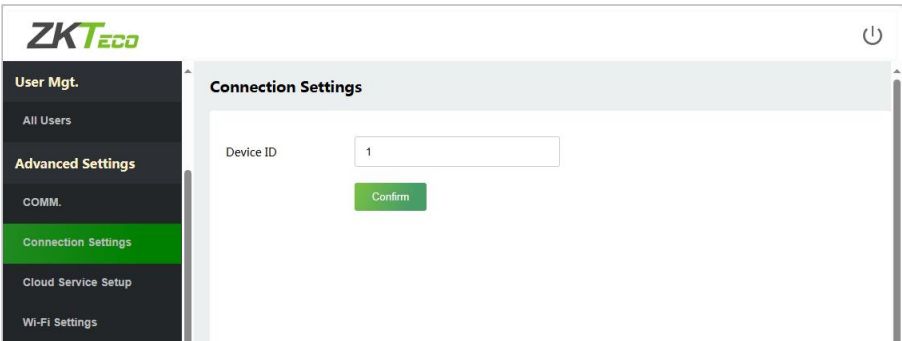 ZKTECO
User Mgt.
All Users
Advanced Settings
COMM.
Connection Settings
Cloud Service Setup
Wi-Fi Settings
Connection Settings
Device ID
1
Confirm